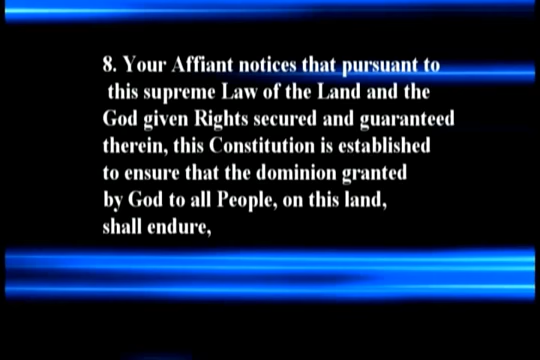 8. Your Affiant notices that pursuant to
this supreme Law of the Land and the
God given Rights secured and guaranteed
therein, this Constitution is established
to ensure that the dominion granted
by God to all People, on this land,
shall endure,